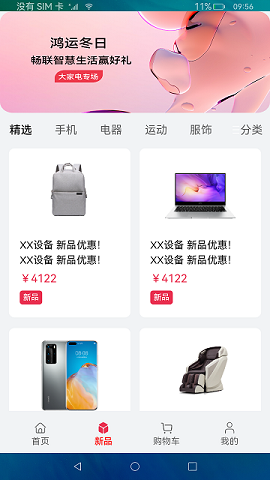 没有 SIM 卡 11% 09:56
鸿运冬日
畅联智慧生活赢好礼
大家电专场
精选 手机 电器 运动 服饰 分类
XX设备 新品优惠!
XX设备 新品优惠!
￥4122
新品
XX设备 新品优惠!
XX设备 新品优惠!
￥4122
新品
首页 新品 购物车 我的